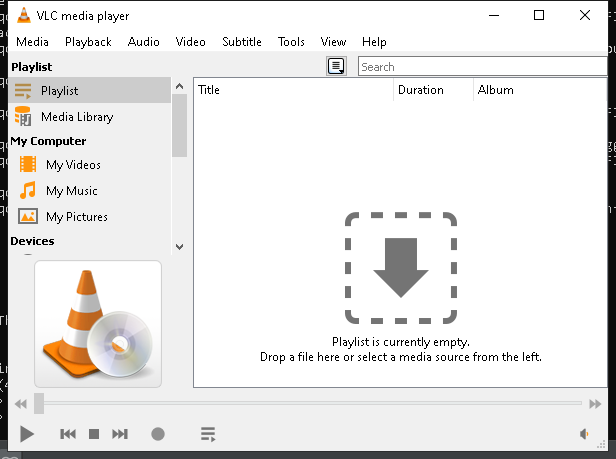 VLC media player
Media Playback Audio Video Subtitle Tools View Help
Playlist
Search
Playlist
Media Library
My Computer
My Videos
My Music
My Pictures
Devices
Title Duration Album
Playlist is currently empty.
Drop a file here or select a media source from the left.